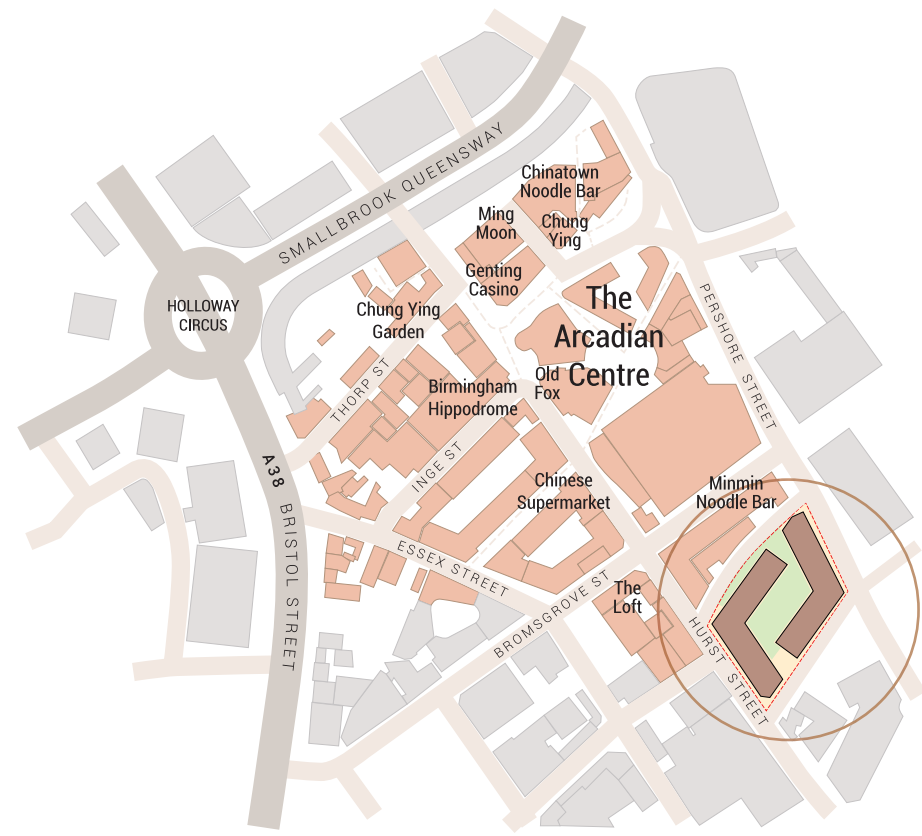 SMALLBROOK QUEENSWAY
Chinatown
Noodle Bar
Ming
Moon
Chung
Ying
Genting
Casino
HOLLOWAY
CIRCUS
Chung Ying
Garden
The
Arcadian
Centre
PERSHORE STREET
THORP ST
Birmingham
Hippodrome
Old
Fox
INGE ST
A38 BRISTOL STREET
Chinese
Supermarket
Minmin
Noodle Bar
ESSEX STREET
BROMSGROVE ST
The
Loft
HURST STREET